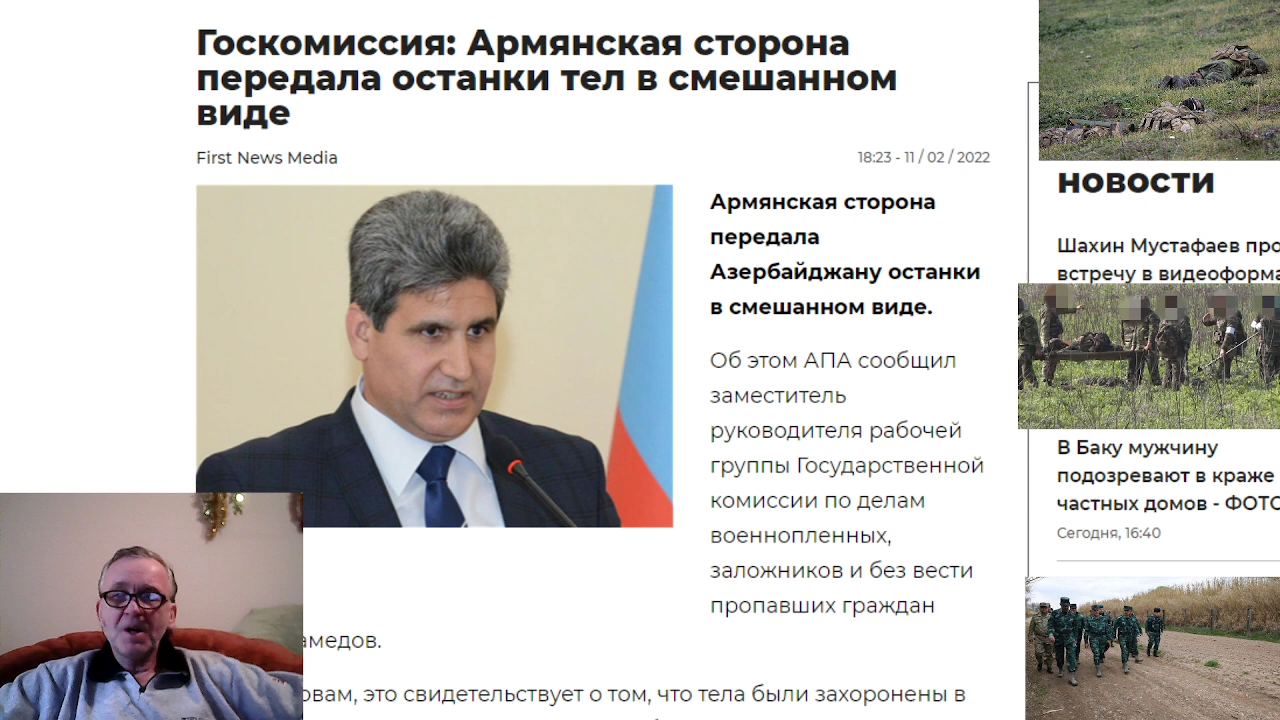 Госкомиссия: Армянская сторона
передала останки тел в смешанном
виде
First News Media
18:23 - 11 / 02 / 2022
Армянская сторона
передала
Азербайджану останки
в смешанном виде.
Об этом АПА сообщил
заместитель
руководителя рабочей
группы Государственной
комиссии по делам
военнопленных,
заложников и без вести
пропавших граждан
амедов.
овам, это свидетельствует о том, что тела были захоронены в
новости
Шахин Мустафаев про
встречу в видеоформа
В Баку мужчину
подозревают в краже
частных домов - ФОТО
Сегодня, 16:40